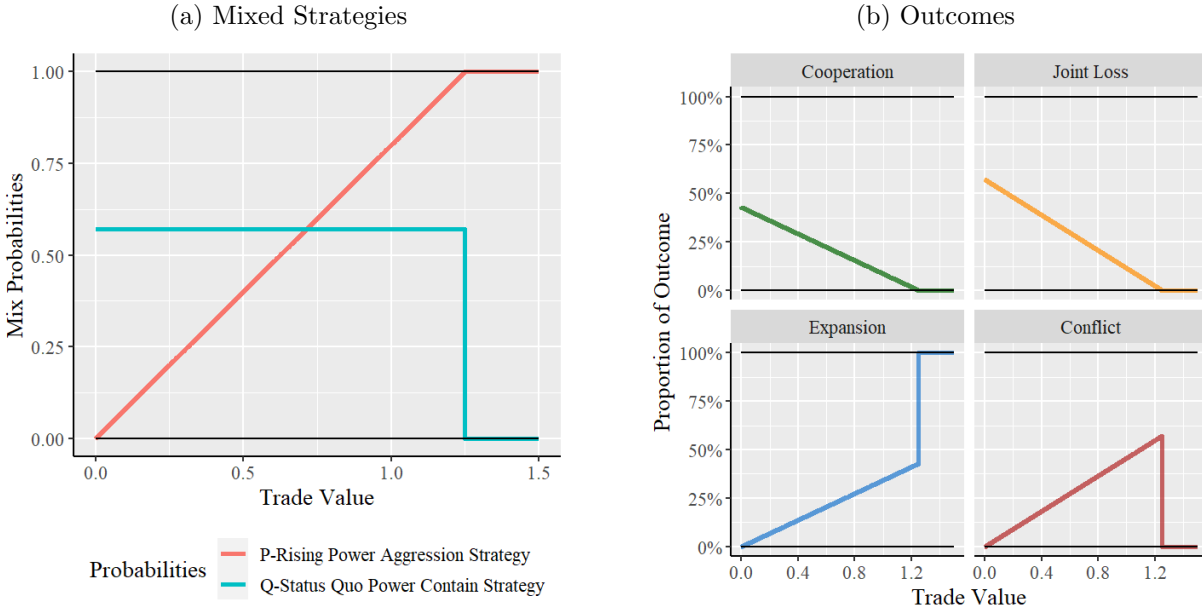 (a) Mixed Strategies
1.00
0.75
0.50
0.25
0.00
Mix Probabilities
0.0 0.5 1.0 1.5
Trade Value
Probabilities
P-Rising Power Aggression Strategy
Q-Status Quo Power Contain Strategy
(b) Outcomes
Cooperation Joint Loss
100%
75%
50%
25%
0%
Expansion Conflict
100%
75%
50%
25%
0%
Proportion of Outcome
0.0 0.4 0.8 1.2 0.0 0.4 0.8 1.2
Trade Value